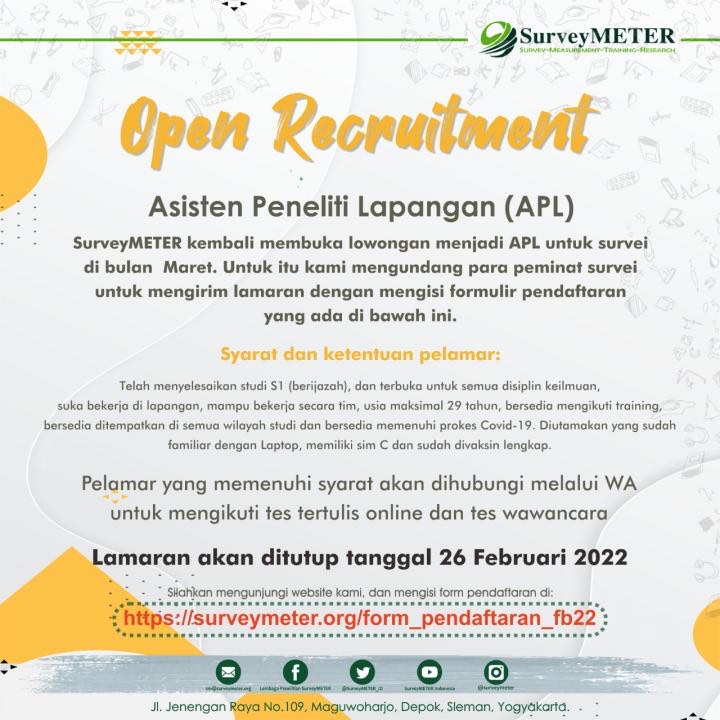 SurveyMETER
SURVEY-MEASUREMENT-TRAINING-RESEARCH
Open Recruitment
Asisten Peneliti Lapangan (APL)
SurveyMETER kembali membuka lowongan menjadi APL untuk survei
di bulan Maret. Untuk itu kami mengundang para peminat survei
untuk mengirim lamaran dengan mengisi formulir pendaftaran
yang ada di bawah ini.
Syarat dan ketentuan pelamar:
Telah menyelesaikan studi S1 (berijazah), dan terbuka untuk semua disiplin keilmuan,
suka bekerja di lapangan, mampu bekerja secara tim, usia maksimal 29 tahun, bersedia mengikuti training,
bersedia ditempatkan di semua wilayah studi dan bersedia memenuhi prokes Covid-19. Diutamakan yang sudah
familiar dengan Laptop, memiliki sim C dan sudah divaksin lengkap.
Pelamar yang memenuhi syarat akan dihubungi melalui WA
untuk mengikuti tes tertulis online dan tes wawancara
Lamaran akan ditutup tanggal 26 Februari 2022
Silahkan mengunjungi website kami, dan mengisi form pendaftaran di:
https://surveymeter.org/form_pendaftaran_fb22
sm@surveymeter.org Lembaga Penelitian SurveyMETER @SurveyMETER_ID SurveyMETER Indonesia @surveymeter
Jl. Jenengan Raya No.109, Maguwoharjo, Depok, Sleman, Yogyakarta.